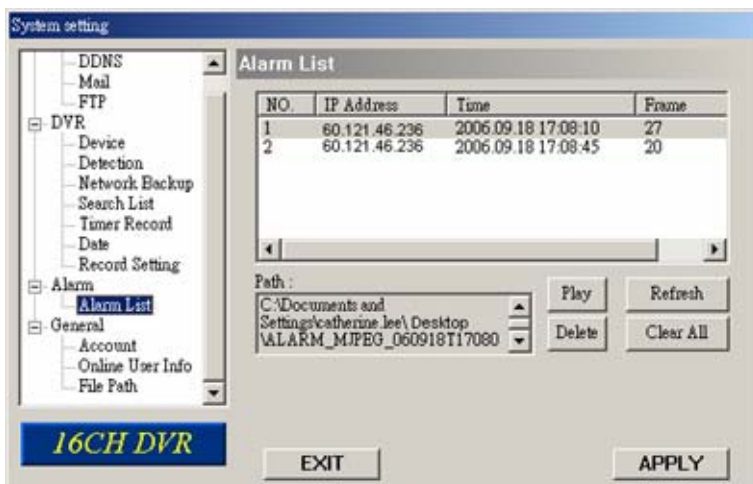 System setting
DDNS
Mail
FTP
DVR
Device
Detection
Network Backup
Search List
Timer Record
Date
Record Setting
Alarm
Alarm List
General
Account
Online User Info
File Path
16CH DVR
Alarm List
NO. IP Address Time Frame
1 60.121.46.236 2006.09.18 17:08:10 27
2 60.121.46.236 2006.09.18 17:08:45 20
Path :
C:\Documents and
Settings\catherine.lee\ Desktop
\ALARM_MJPEG_060918T17080
Play
Refresh
Delete
Clear All
EXIT
APPLY